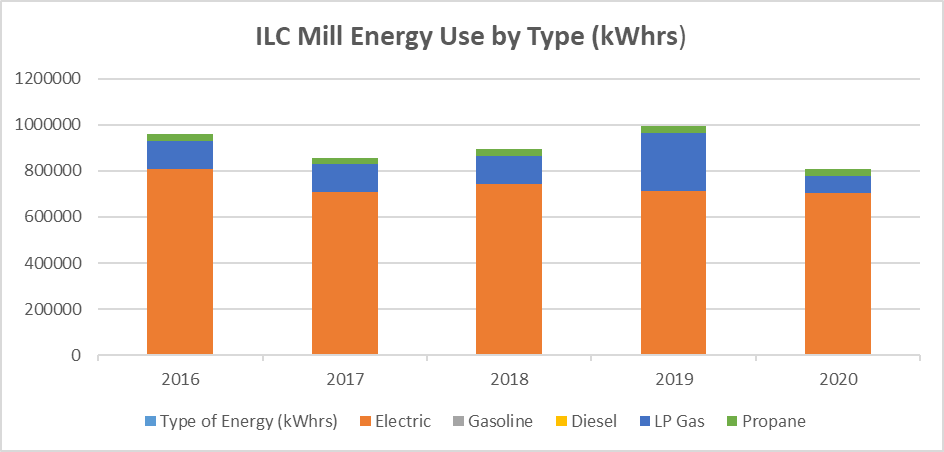 ILC Mill Energy Use by Type (kWhrs)
1200000
1000000
800000
600000
400000
200000
0
2016 2017 2018 2019 2020
Type of Energy (kWhrs) Electric Gasoline Diesel LP Gas Propane